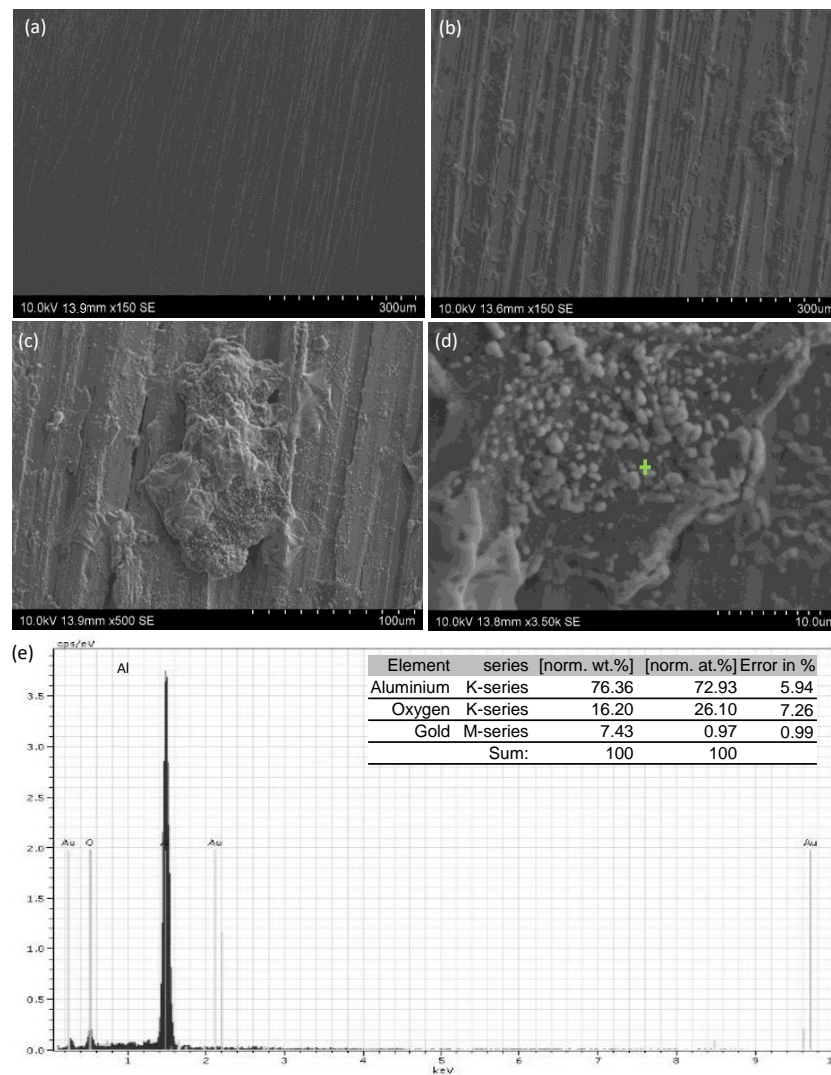 (a)
10.0kV 13.9mm x150 SE 300um
(b)
10.0kV 13.6mm x150 SE 300um
(c)
10.0kV 13.9mm x500 SE 100um
(d)
10.0kV 13.8mm x3.50k SE 10.0um
(e)
cps/eV
Al
Element series [norm. wt.%] [norm. at.%] Error in %
Aluminium K-series 76.36 72.93 5.94
Oxygen K-series 16.20 26.10 7.26
Gold M-series 7.43 0.97 0.99
Sum: 100 100
3.5
3.0
2.5
2.0
1.5
1.0
0.5
0.0
Au O Au Au
1 2 3 4 5 6 7 8 9
keV